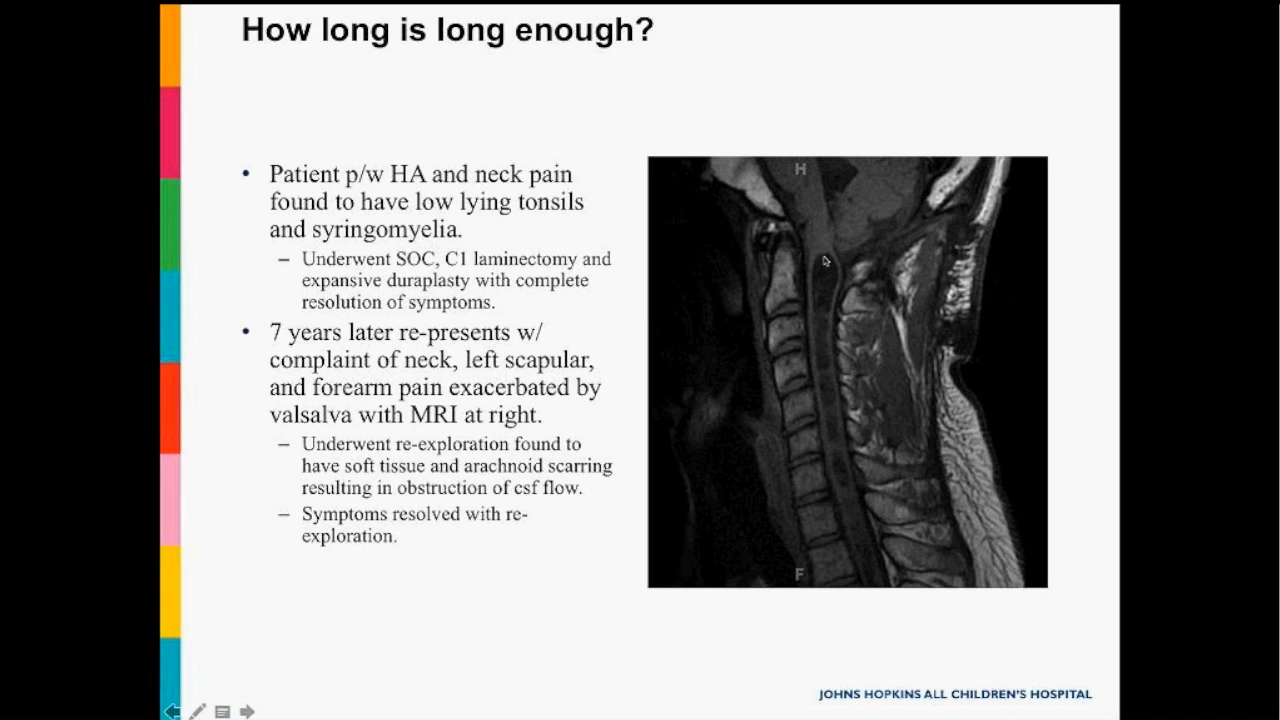 How long is long enough?
• Patient p/w HA and neck pain
found to have low lying tonsils
and syringomyelia.
– Underwent SOC, C1 laminectomy and
expansive duraplasty with complete
resolution of symptoms.
• 7 years later re-presents w/
complaint of neck, left scapular,
and forearm pain exacerbated by
valsalva with MRI at right.
– Underwent re-exploration found to
have soft tissue and arachnoid scarring
resulting in obstruction of csf flow.
– Symptoms resolved with re-
exploration.
H
F
JOHNS HOPKINS ALL CHILDREN'S HOSPITAL